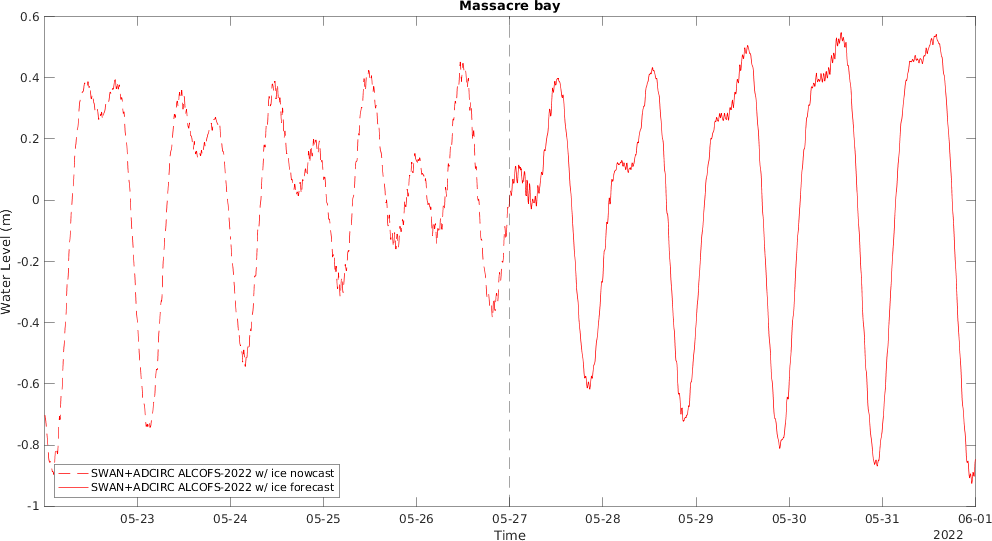 Massacre bay
0.6
0.4
0.2
0
-0.2
-0.4
-0.6
-0.8
-1
Water Level (m)
SWAN+ADCIRC ALCOFS-2022 w/ ice nowcast
SWAN+ADCIRC ALCOFS-2022 w/ ice forecast
05-23 05-24 05-25 05-26 05-27 05-28 05-29 05-30 05-31 06-01
2022
Time